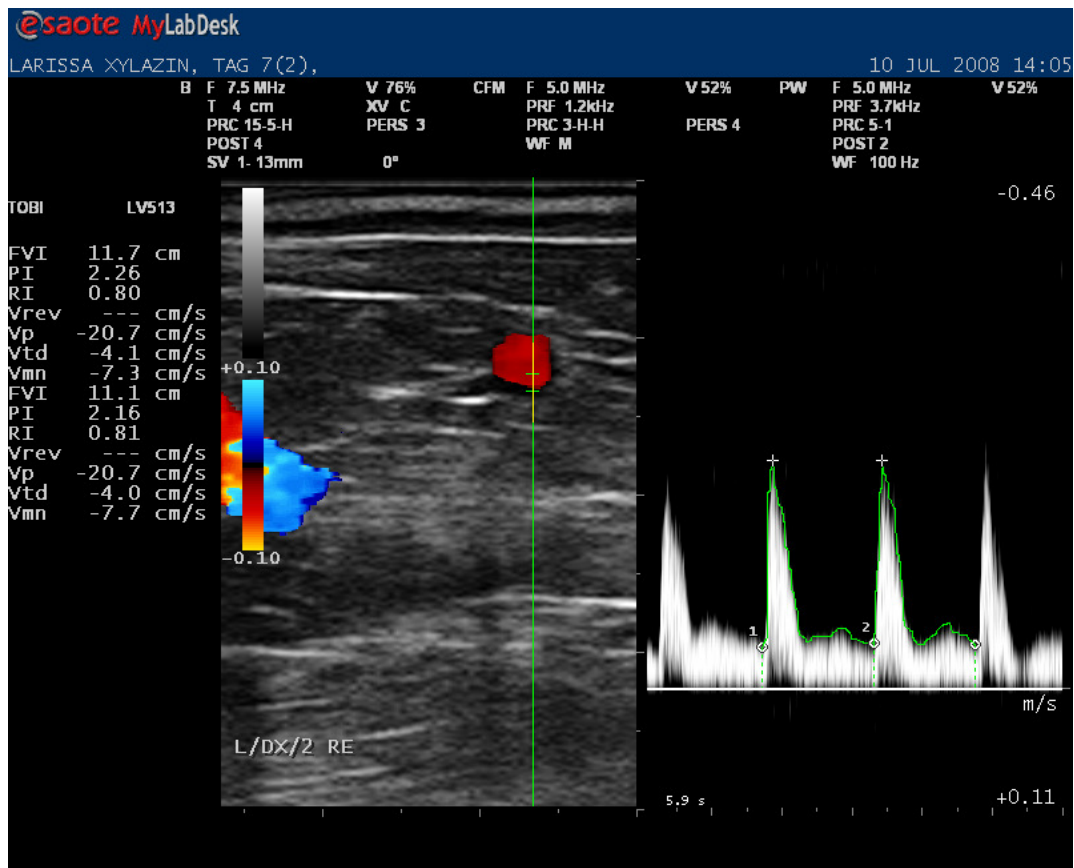 esaote MyLabDesk
LARISSA XYLAZIN, TAG 7(2), 10 JUL 2008 14:05
B F 7.5 MHz V 76% CFM F 5.0 MHz V 52% PW F 5.0 MHz V 52%
T 4 cm XV C PRF 1.2kHz PRF 3.7kHz
PRC 15-5-H PERS 3 PRC 3-H-H PERS 4 PRC 5-1
POST 4 WF M POST 2
SV 1- 13mm 0° WF 100 Hz
-0.46
TOBI LV513
FVI 11.7 cm
PI 2.26
RI 0.80
Vrev --- cm/s
Vp -20.7 cm/s
Vtd -4.1 cm/s
Vmn -7.3 cm/s
FVI 11.1 cm
PI 2.16
RI 0.81
Vrev --- cm/s
Vp -20.7 cm/s
Vtd -4.0 cm/s
Vmn -7.7 cm/s
+0.10
-0.10
1 2
m/s
L/DX/2 RE
5.9 s +0.11